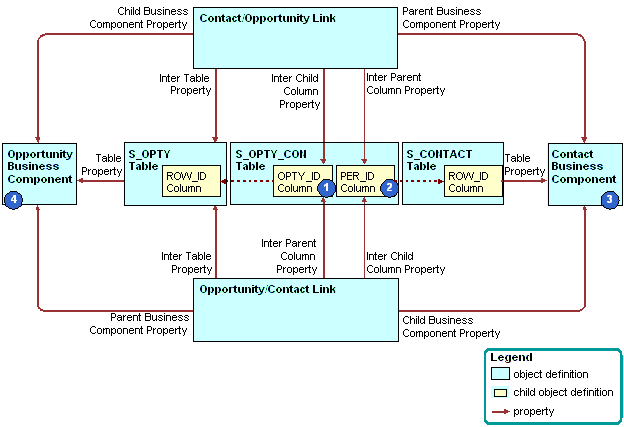 Child Business
Component Property
Contact/Opportunity Link
Parent Business
Component Property
Inter Table
Property
Inter Child
Column
Property
Inter Parent
Column Property
Opportunity
Business
Component
4
Table
Property
S_OPTY
Table
ROW_ID
Column
S_OPTY_CON
Table
OPTY_ID
Column
1
PER_ID
Column
2
S_CONTACT
Table
ROW_ID
Column
Table
Property
Contact
Business
Component
3
Inter Table
Property
Inter Parent
Column
Property
Inter Child
Column Property
Opportunity/Contact Link
Parent Business
Component Property
Child Business
Component Property
Legend
object definition
child object definition
property